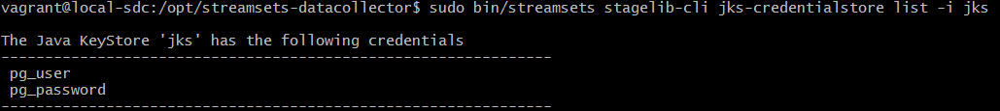 vagrant@local-sdc:/opt/streamsets-datacollector$ sudo bin/streamsets stagelib-cli jks-credentialstore list -i jks
The Java KeyStore 'jks' has the following credentials
---------------------------------------------------------------
pg_user
pg_password
---------------------------------------------------------------